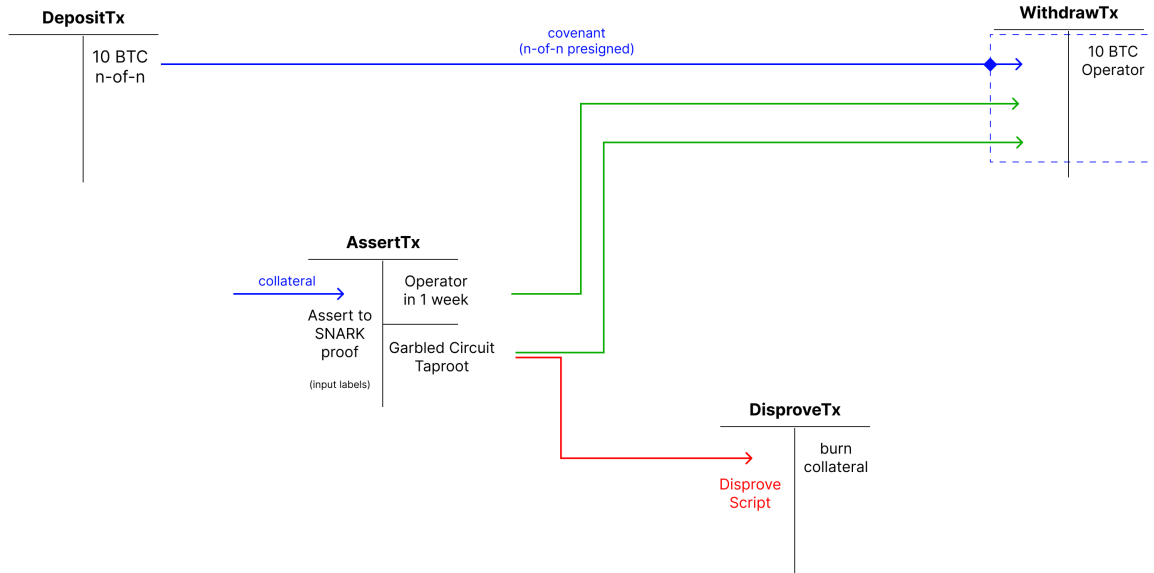 DepositTx
10 BTC
n-of-n
covenant
(n-of-n presigned)
WithdrawTx
10 BTC
Operator
AssertTx
collateral
Assert to
SNARK
proof
(input labels)
Operator
in 1 week
Garbled Circuit
Taproot
DisproveTx
Disprove
Script
burn
collateral